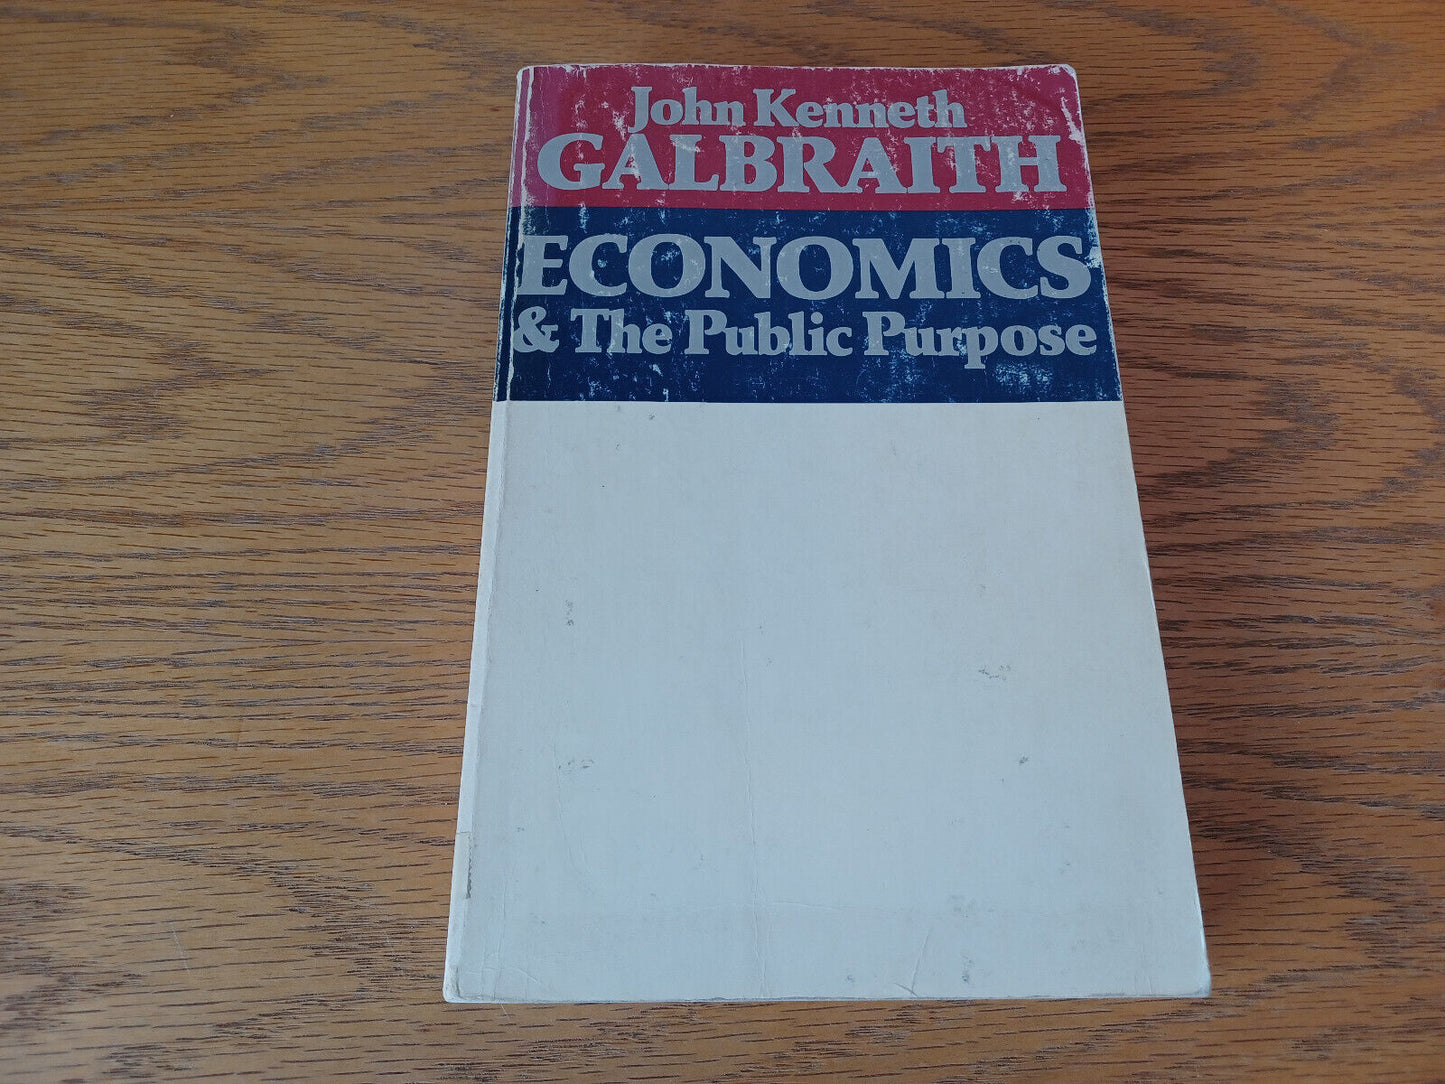 John Kenneth
GALBRAITH
ECONOMICS
& The Public Purpose